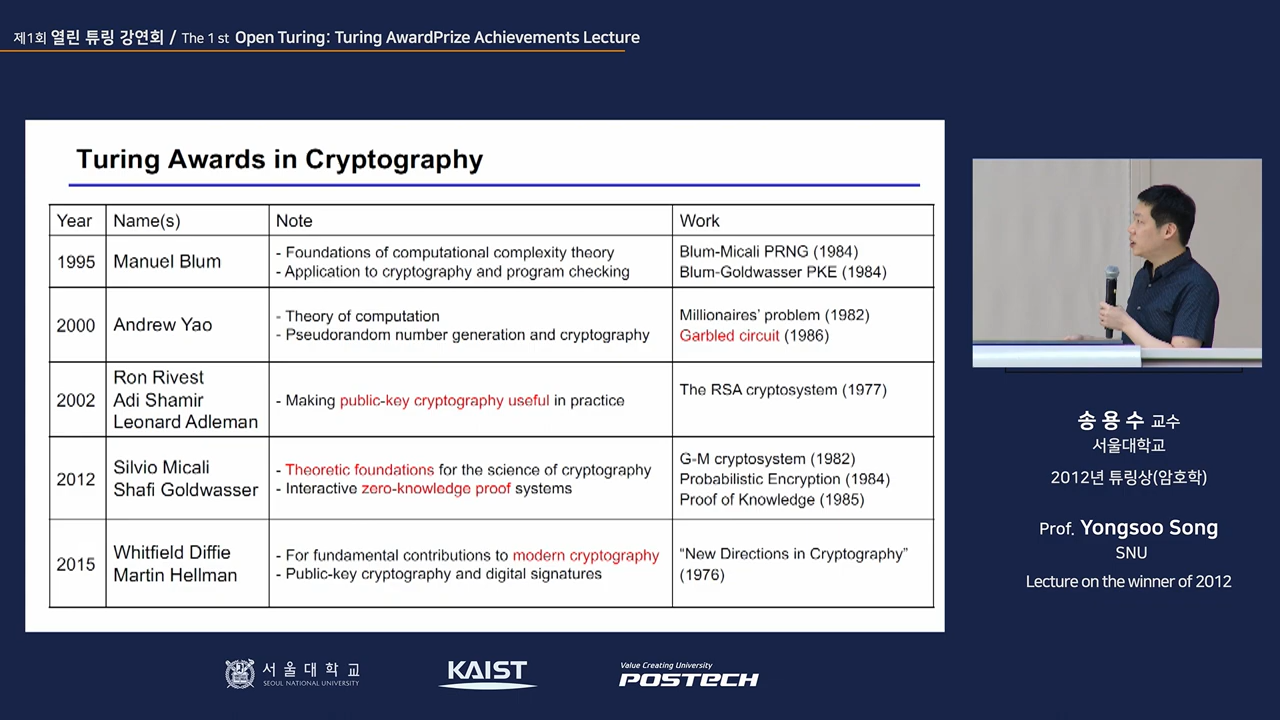 제1회 열린 튜링 강연회 / The 1 st Open Turing: Turing AwardPrize Achievements Lecture
Turing Awards in Cryptography
Year Name(s) Note Work
1995 Manuel Blum
- Foundations of computational complexity theory
- Application to cryptography and program checking
Blum-Micali PRNG (1984)
Blum-Goldwasser PKE (1984)
2000 Andrew Yao
- Theory of computation
- Pseudorandom number generation and cryptography
Millionaires' problem (1982)
Garbled circuit (1986)
2002
Ron Rivest
Adi Shamir
Leonard Adleman
- Making public-key cryptography useful in practice
The RSA cryptosystem (1977)
2012
Silvio Micali
Shafi Goldwasser
- Theoretic foundations for the science of cryptography
- Interactive zero-knowledge proof systems
G-M cryptosystem (1982)
Probabilistic Encryption (1984)
Proof of Knowledge (1985)
2015
Whitfield Diffie
Martin Hellman
- For fundamental contributions to modern cryptography
- Public-key cryptography and digital signatures
“New Directions in Cryptography”
(1976)
송용수 교수
서울대학교
2012년 튜링상(암호학)
Prof. Yongsoo Song
SNU
Lecture on the winner of 2012
서울대학교
SEOUL NATIONAL UNIVERSITY
KAIST
Value Creating University
POSTECH